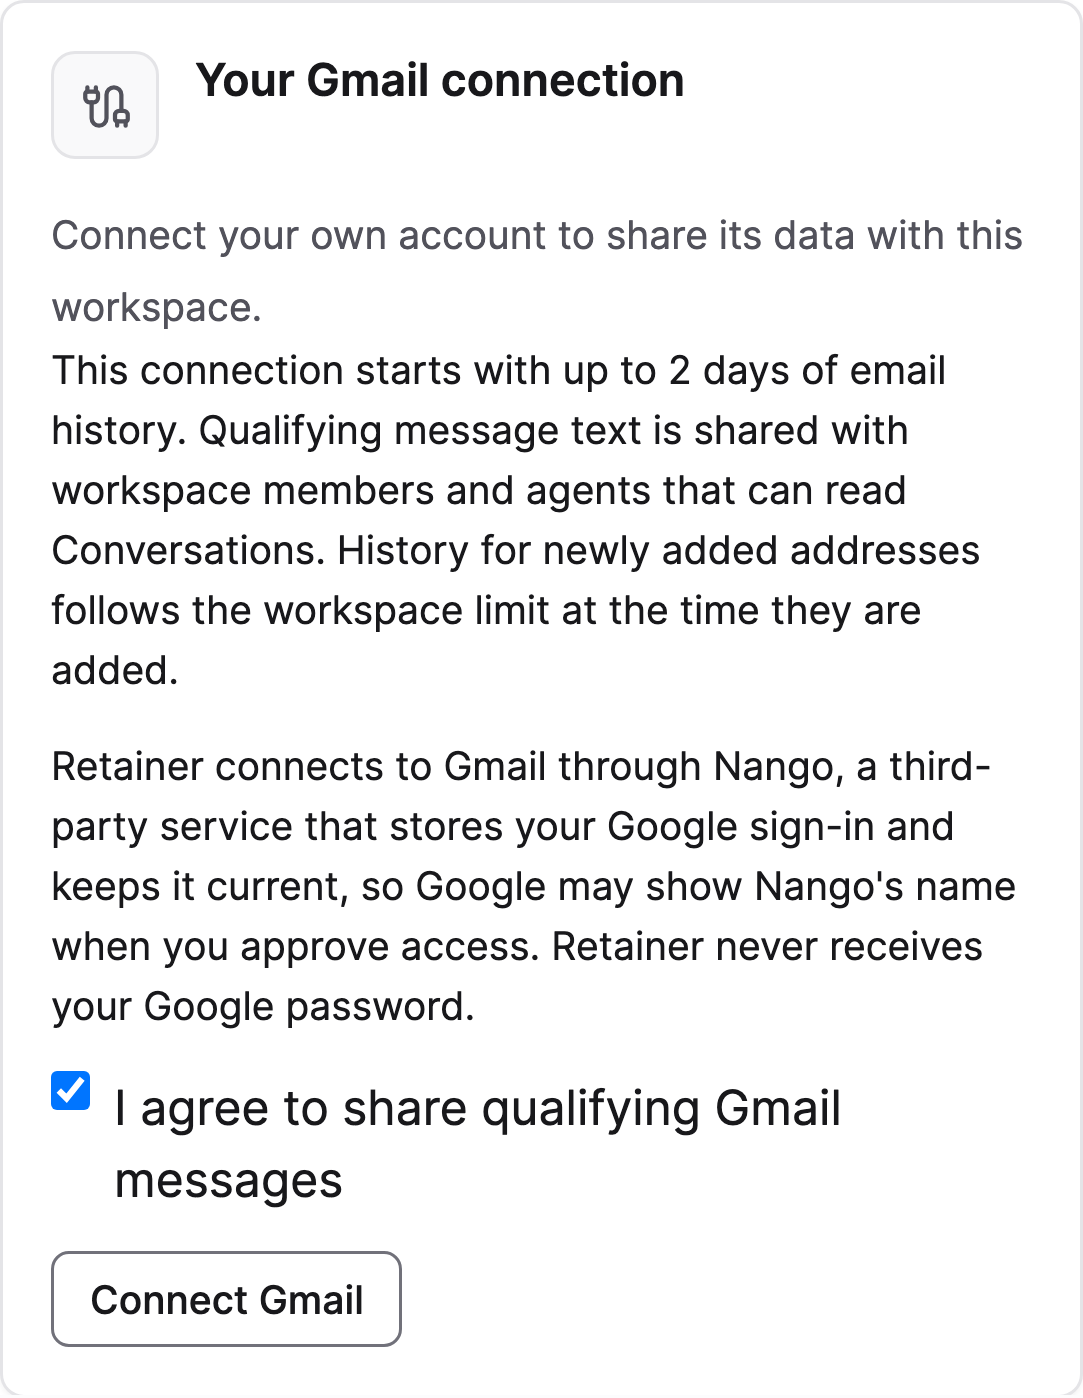 Your Gmail connection
Connect your own account to share its data with this
workspace.
This connection starts with up to 2 days of email
history. Qualifying message text is shared with
workspace members and agents that can read
Conversations. History for newly added addresses
follows the workspace limit at the time they are
added.
Retainer connects to Gmail through Nango, a third-
party service that stores your Google sign-in and
keeps it current, so Google may show Nango's name
when you approve access. Retainer never receives
your Google password.
I agree to share qualifying Gmail
messages
Connect Gmail